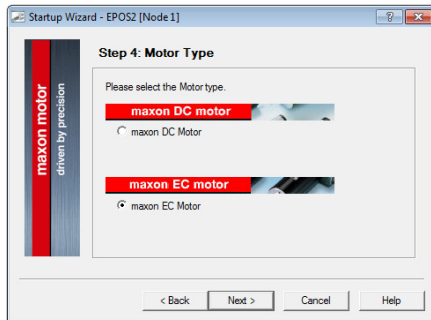 Startup Wizard - EPOS2 [Node 1]
Step 4: Motor Type
maxon motor
driven by precision
Please select the Motor type.
maxon DC motor
maxon DC Motor
maxon EC motor
maxon EC Motor
< Back
Next >
Cancel
Help